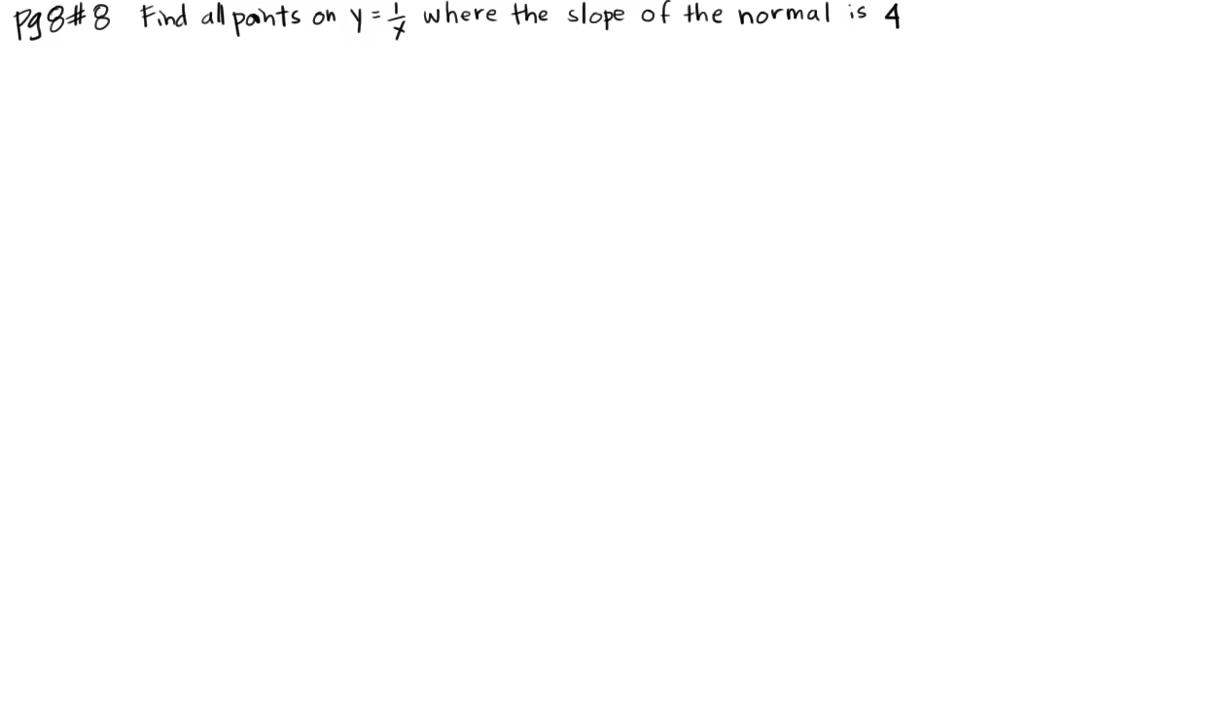 Pg8#8 Find all points on y = 1/x where the slope of the normal is 4